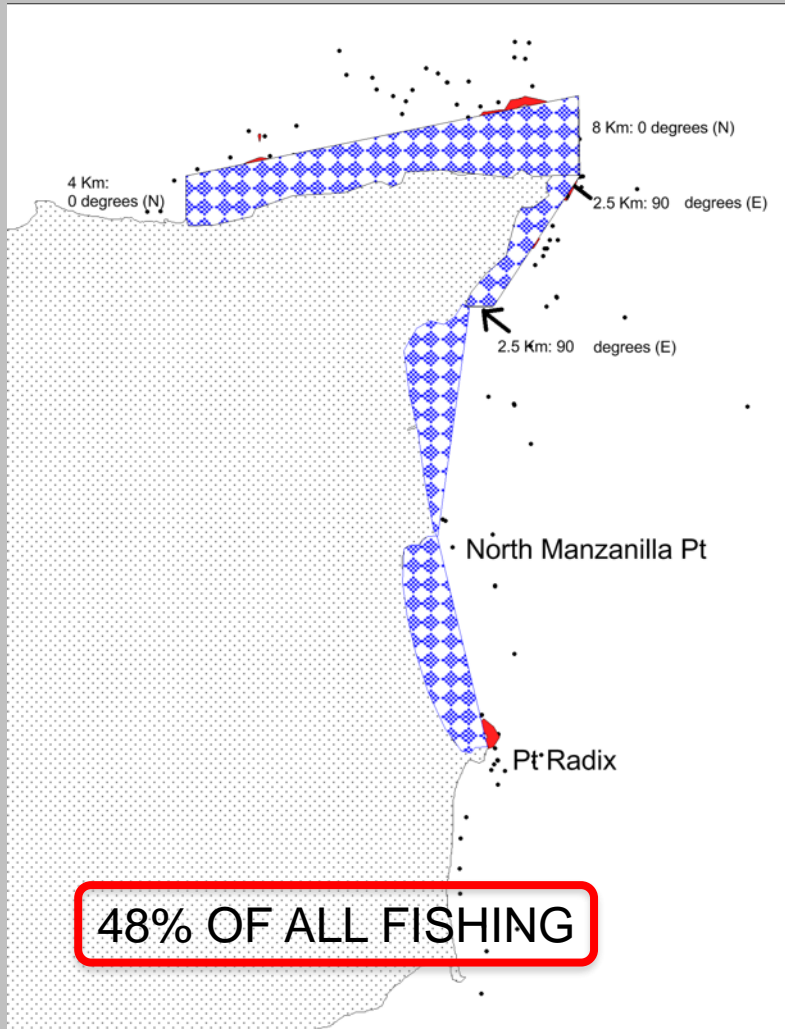 8 Km: 0 degrees (N)
4 Km:
0 degrees (N)
2.5 Km: 90 degrees (E)
2.5 Km: 90 degrees (E)
North Manzanilla Pt
Pt Radix
48% OF ALL FISHING